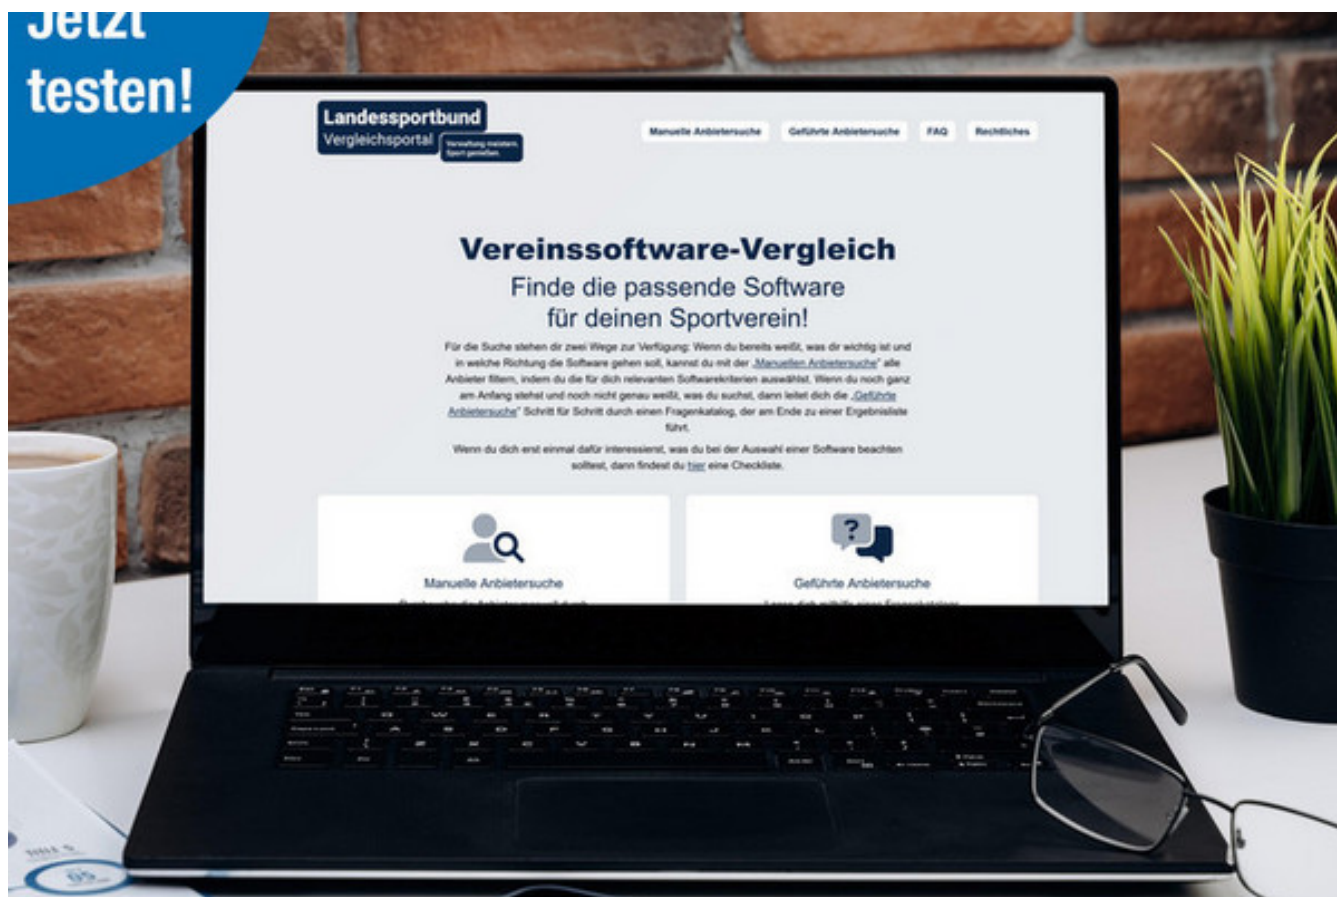 Jetzt
testen!
Landessportbund
Vergleichsportal
Verwaltung meistern.
Sport genießen.
Manuelle Anbietersuche
Geführte Anbietersuche
FAQ
Rechtliches
Vereinssoftware-Vergleich
Finde die passende Software
für deinen Sportverein!
Für die Suche stehen dir zwei Wege zur Verfügung: Wenn du bereits weißt, was dir wichtig ist und
in welche Richtung die Software gehen soll, kannst du mit der „Manuellen Anbietersuche" alle
Anbieter filtern, indem du die für dich relevanten Softwarekriterien auswählst. Wenn du noch ganz
am Anfang stehst und noch nicht genau weißt, was du suchst, dann leitet dich die „Geführte
Anbietersuche" Schritt für Schritt durch einen Fragenkatalog, der am Ende zu einer Ergebnisliste
führt.
Wenn du dich erst einmal dafür interessierst, was du bei der Auswahl einer Software beachten
solltest, dann findest du hier eine Checkliste.
?
Manuelle Anbietersuche
Geführte Anbietersuche
05